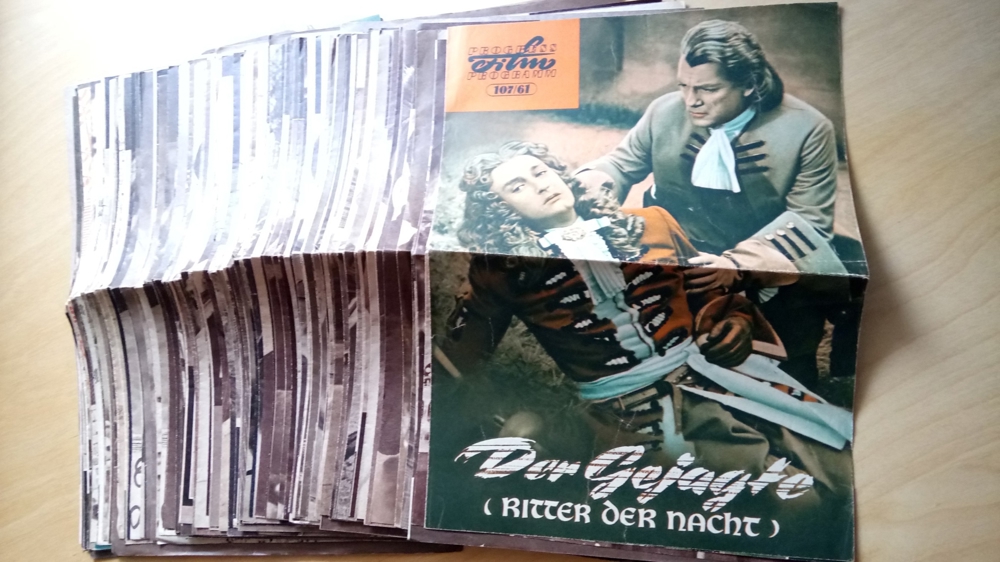 PROGRESS
Film
PROGRAMM
107/61
Der Gejagte
( RITTER DER NACHT )